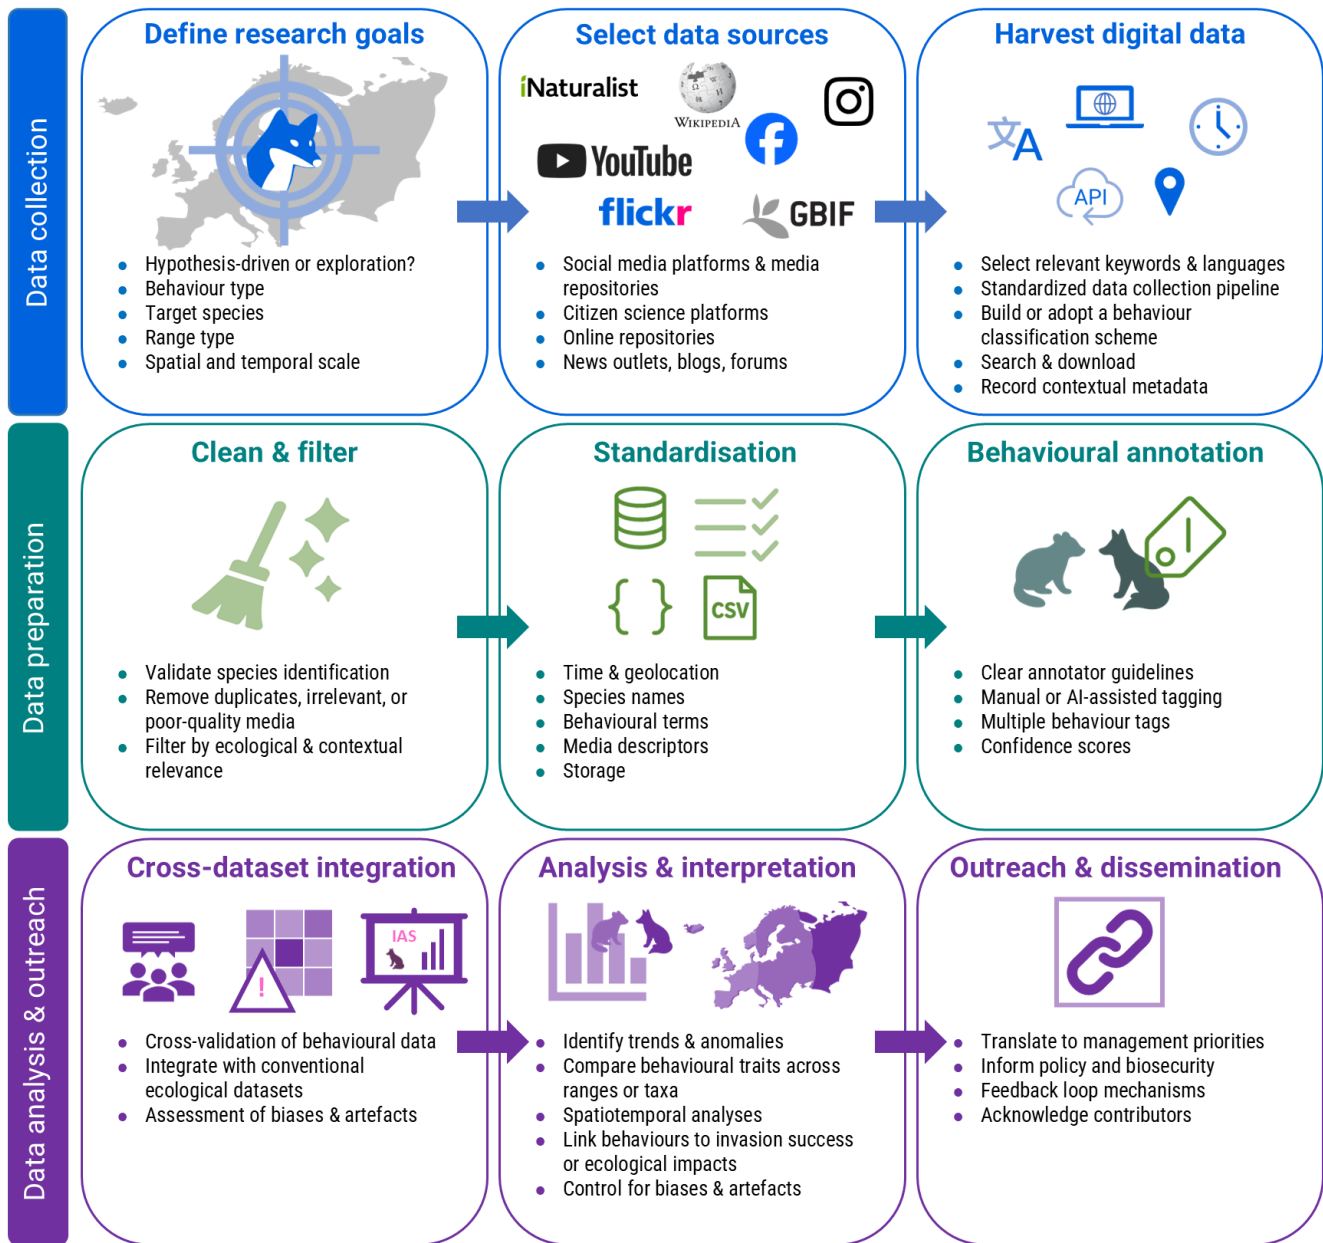 Data collection
Define research goals
Hypothesis-driven or exploration?
Behaviour type
Target species
Range type
Spatial and temporal scale
Select data sources
iNaturalist
WIKIPEDIA
YouTube
flickr
GBIF
Social media platforms & media
repositories
Citizen science platforms
Online repositories
News outlets, blogs, forums
Harvest digital data
文A
API
Select relevant keywords & languages
Standardized data collection pipeline
Build or adopt a behaviour
classification scheme
Search & download
Record contextual metadata
Data preparation
Clean & filter
Validate species identification
Remove duplicates, irrelevant, or
poor-quality media
Filter by ecological & contextual
relevance
Standardisation
{ }
CSV
Time & geolocation
Species names
Behavioural terms
Media descriptors
Storage
Behavioural annotation
Clear annotator guidelines
Manual or AI-assisted tagging
Multiple behaviour tags
Confidence scores
Data analysis & outreach
Cross-dataset integration
!
IAS
Cross-validation of behavioural data
Integrate with conventional
ecological datasets
Assessment of biases & artefacts
Analysis & interpretation
Identify trends & anomalies
Compare behavioural traits across
ranges or taxa
Spatiotemporal analyses
Link behaviours to invasion success
or ecological impacts
Control for biases & artefacts
Outreach & dissemination
Translate to management priorities
Inform policy and biosecurity
Feedback loop mechanisms
Acknowledge contributors